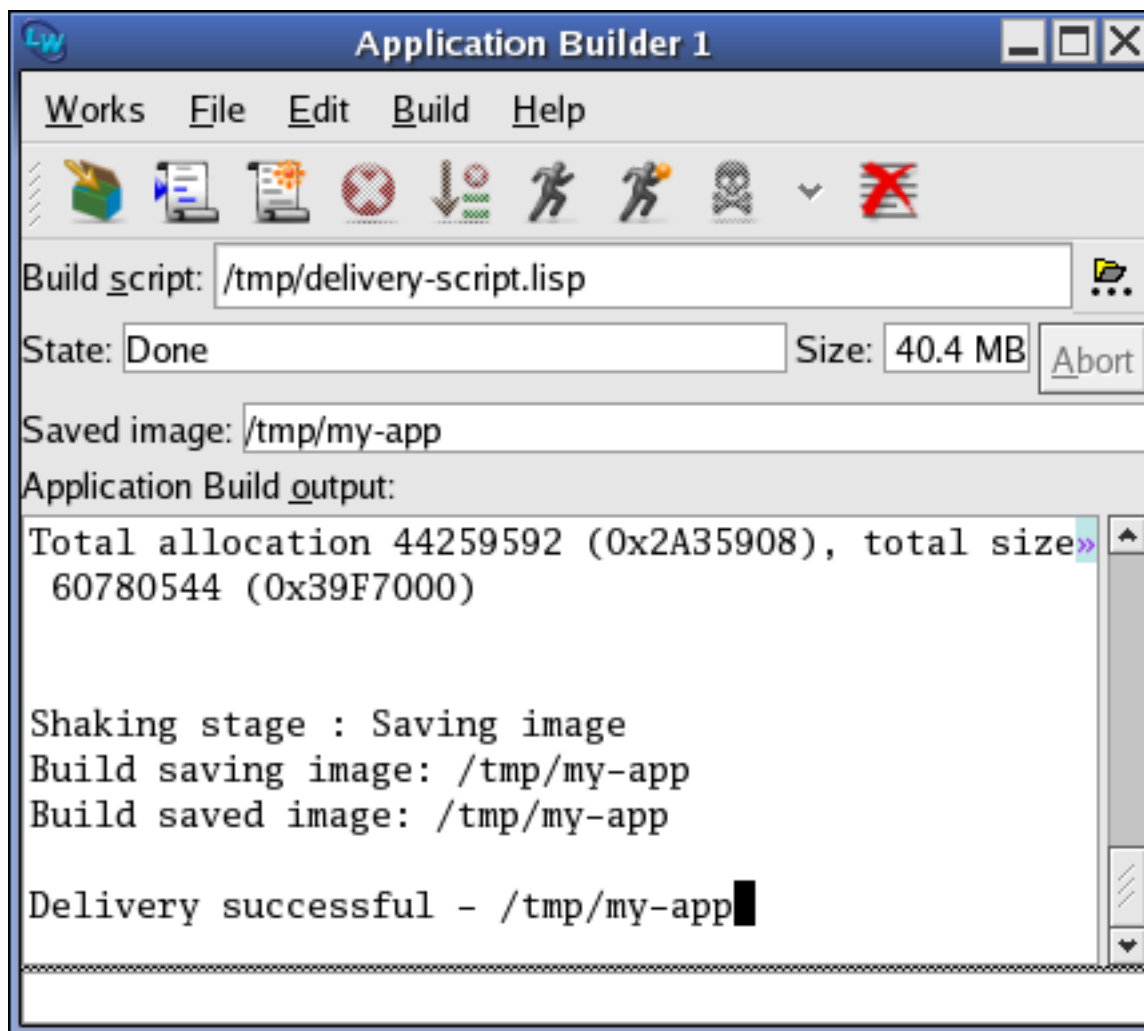 LW Application Builder 1
Works File Edit Build Help
Build script: /tmp/delivery-script.lisp
State: Done Size: 40.4 MB Abort
Saved image: /tmp/my-app
Application Build output:
Total allocation 44259592 (0x2A35908), total size»
60780544 (0x39F7000)
Shaking stage : Saving image
Build saving image: /tmp/my-app
Build saved image: /tmp/my-app
Delivery successful - /tmp/my-app